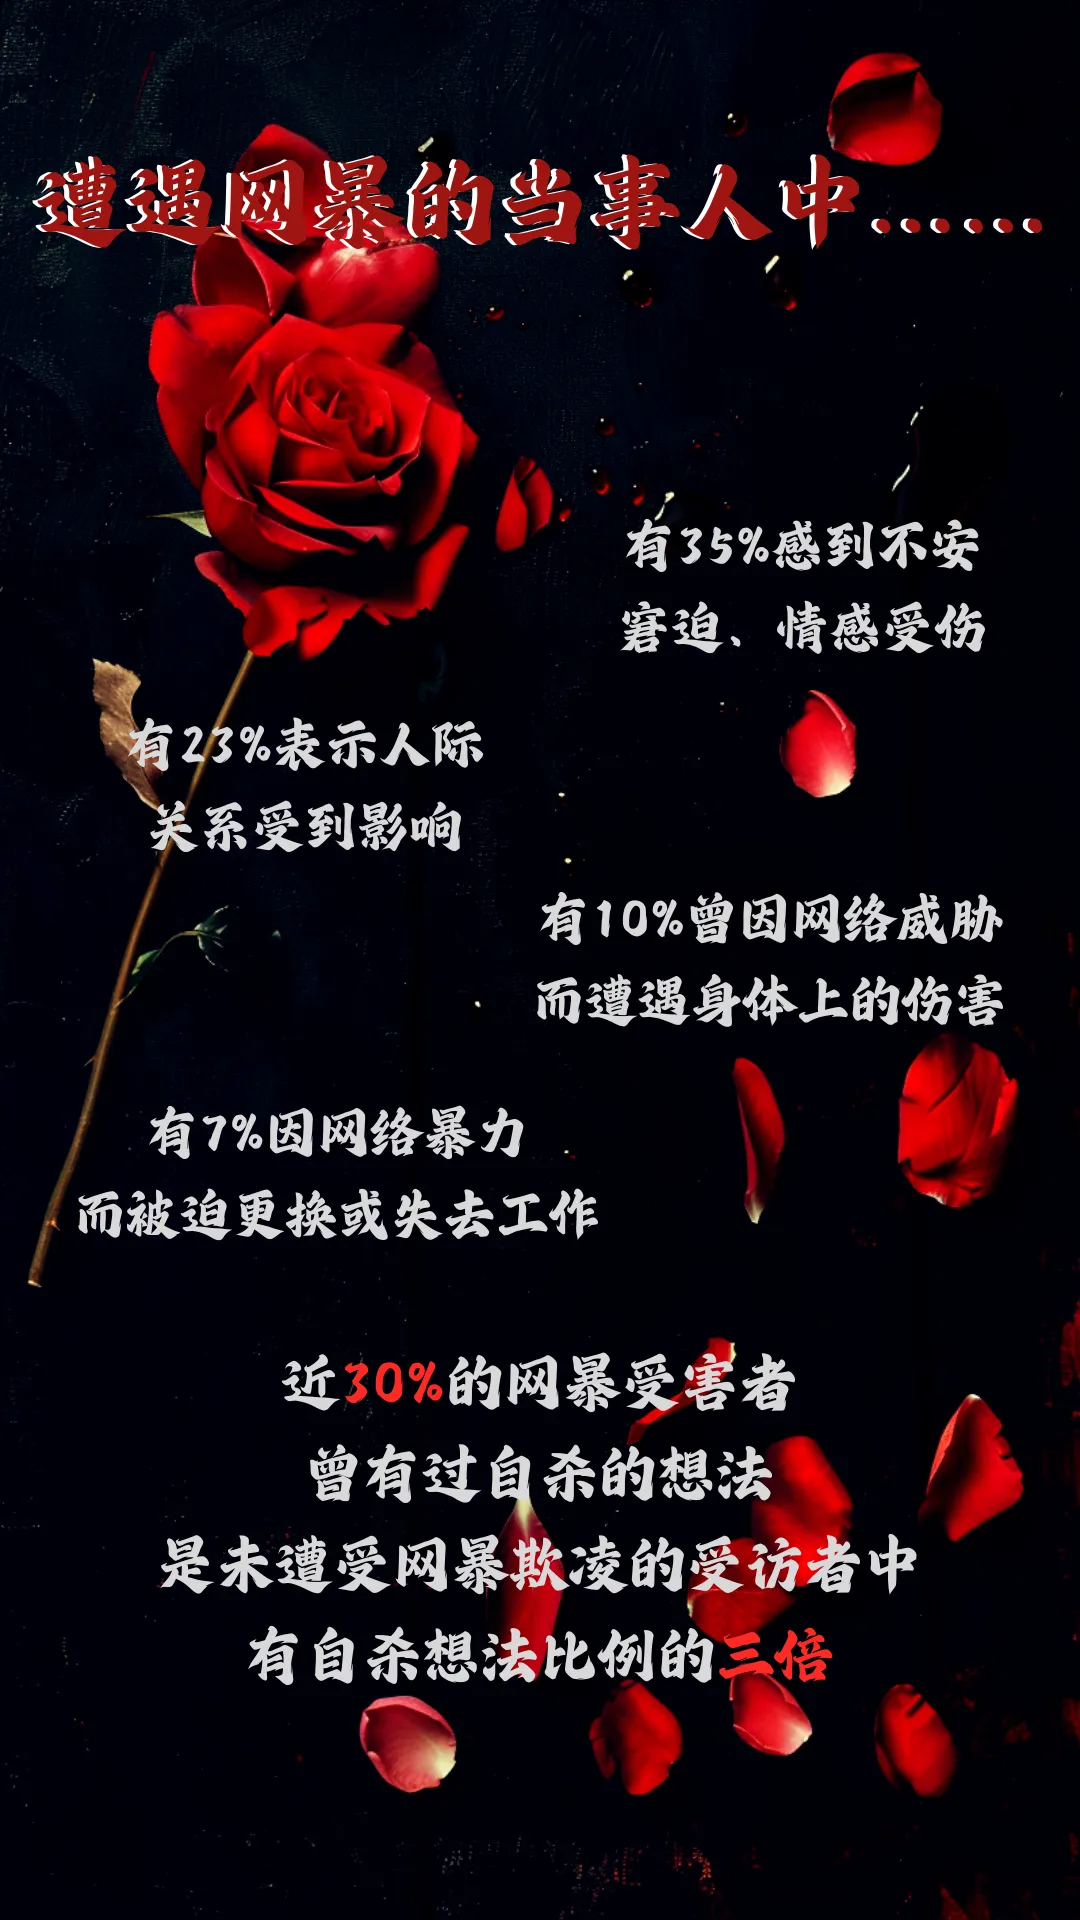 遭遇网暴的当事人中……
有35%感到不安
窘迫、情感受伤
有23%表示人际
关系受到影响
有10%曾因网络威胁
而遭遇身体上的伤害
有7%因网络暴力
而被迫更换或失去工作
近30%的网暴受害者
曾有过自杀的想法
是未遭受网暴欺凌的受访者中
有自杀想法比例的三倍